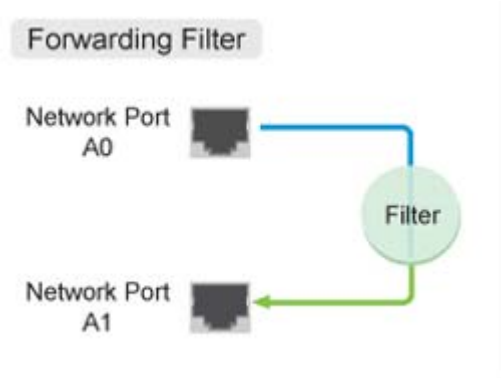 Forwarding Filter
Network Port
A0
Filter
Network Port
A1